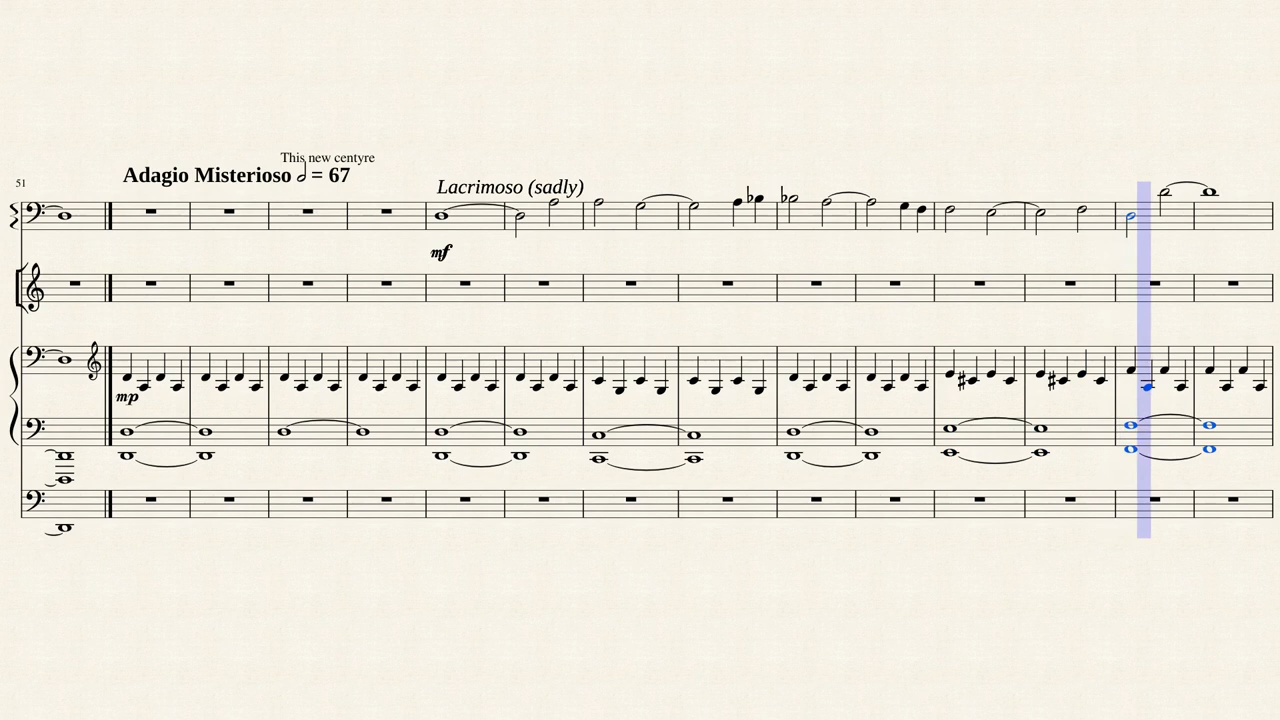 This new centyre
Adagio Misterioso 𝅗𝅥 = 67
51
Lacrimoso (sadly)
mf
mp